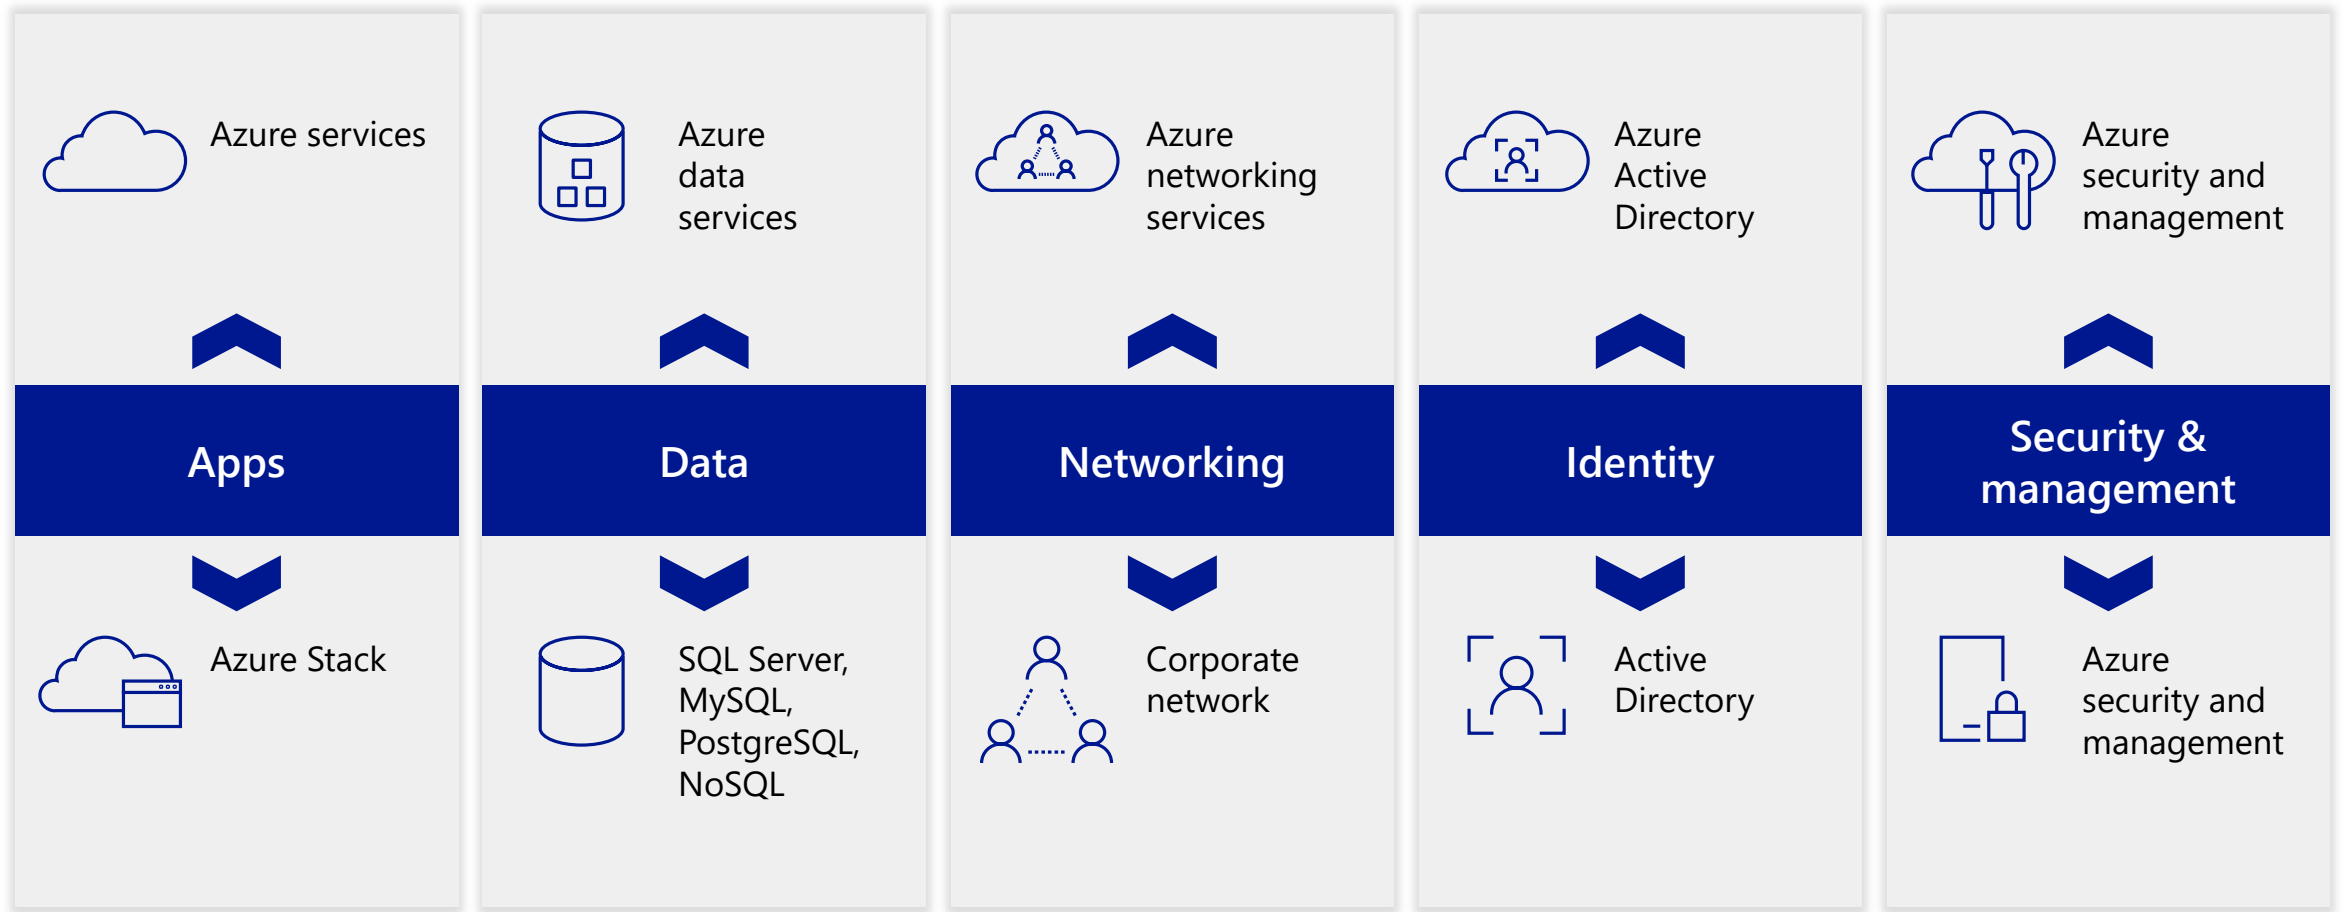 Azure services
Apps
Azure Stack
Azure
data
services
Data
SQL Server,
MySQL,
PostgreSQL,
NoSQL
Azure
networking
services
Networking
Corporate
network
Azure
Active
Directory
Identity
Active
Directory
Azure
security and
management
Security &
management
Azure
security and
management